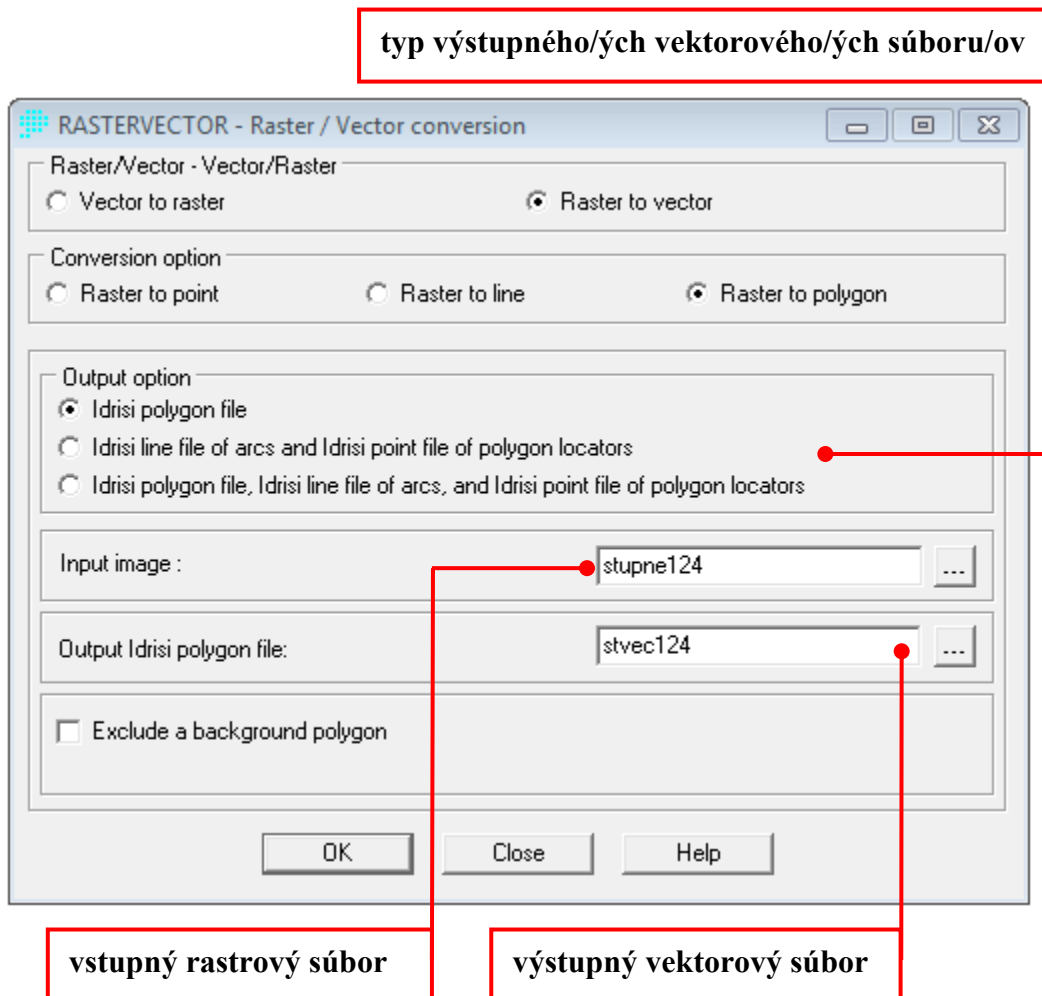 typ výstupného/ých vektorového/ých súboru/ov
RASTERVECTOR - Raster / Vector conversion
Raster/Vector - Vector/Raster
Vector to raster
Raster to vector
Conversion option
Raster to point
Raster to line
Raster to polygon
Output option
Idrisi polygon file
Idrisi line file of arcs and Idrisi point file of polygon locators
Idrisi polygon file, Idrisi line file of arcs, and Idrisi point file of polygon locators
Input image :
stupne124
...
Output Idrisi polygon file:
stvec124
...
Exclude a background polygon
OK
Close
Help
vstupný rastrový súbor
výstupný vektorový súbor